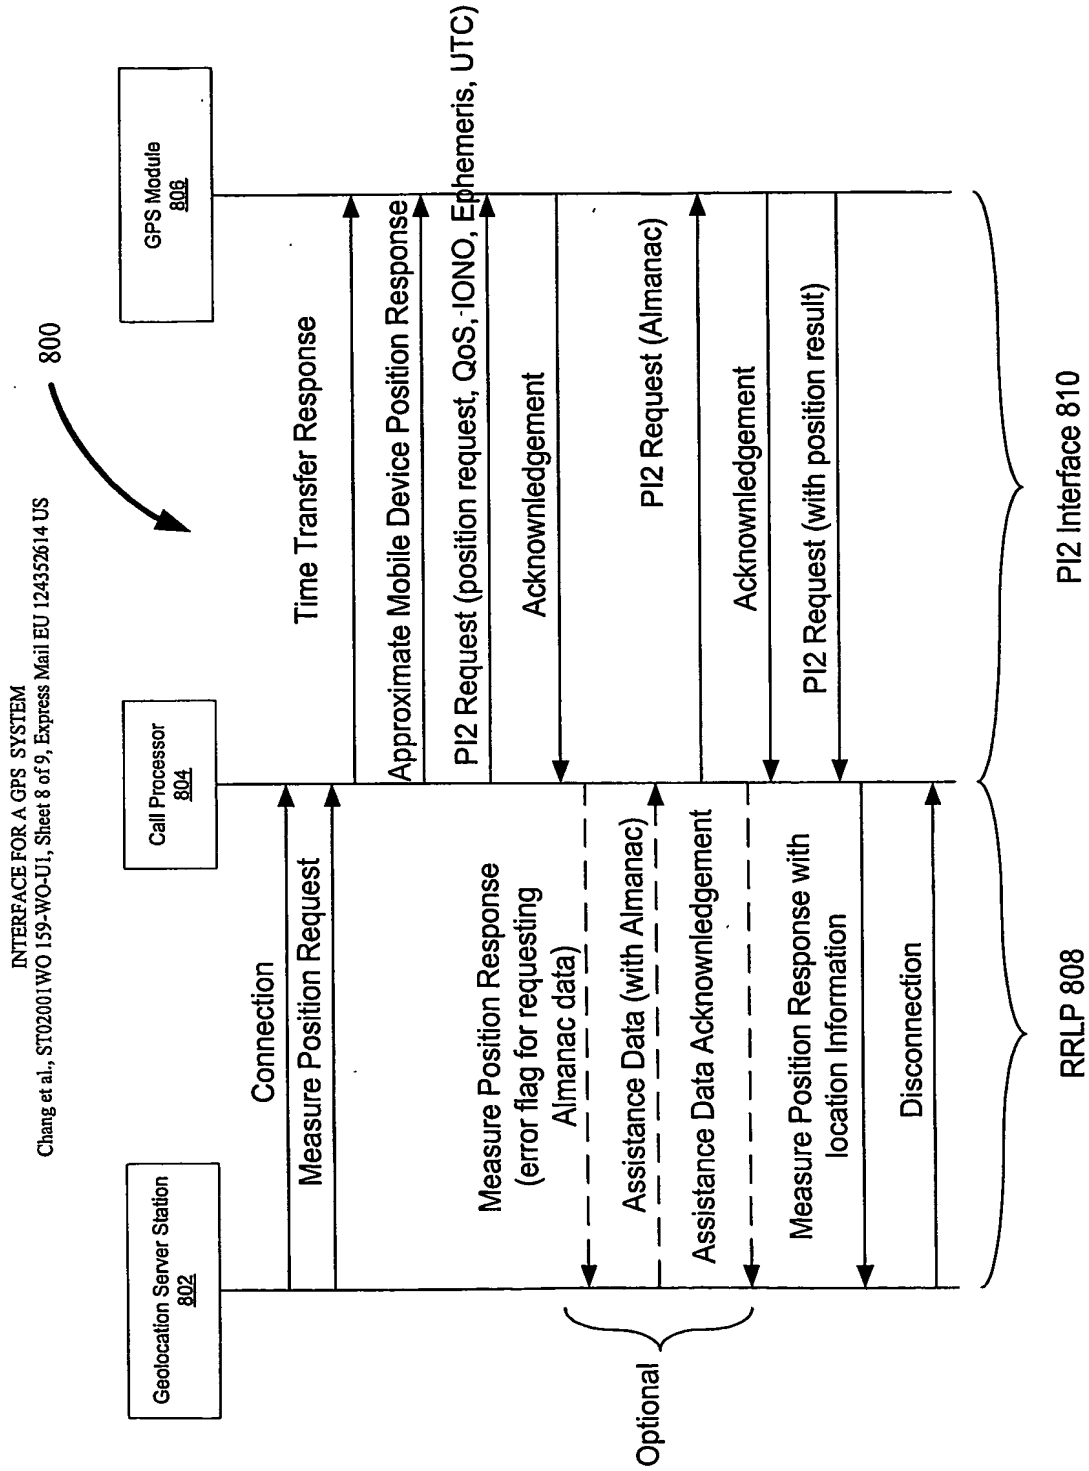 INTERFACE FOR A GPS SYSTEM
Chang et al., ST02001WO 159-WO-U1, Sheet 8 of 9, Express Mail EU 124352614 US
800
Geolocation Server Station
802
Call Processor
804
GPS Module
806
Connection
Measure Position Request
Time Transfer Response
Approximate Mobile Device Position Response
PI2 Request (position request, QoS, IONO, Ephemeris, UTC)
Acknownledgement
Measure Position Response
(error flag for requesting
Almanac data)
Assistance Data (with Almanac)
PI2 Request (Almanac)
Assistance Data Acknownledgement
Acknownledgement
PI2 Request (with position result)
Measure Position Response with
location Information
Disconnection
Optional
RRLP 808
PI2 Interface 810